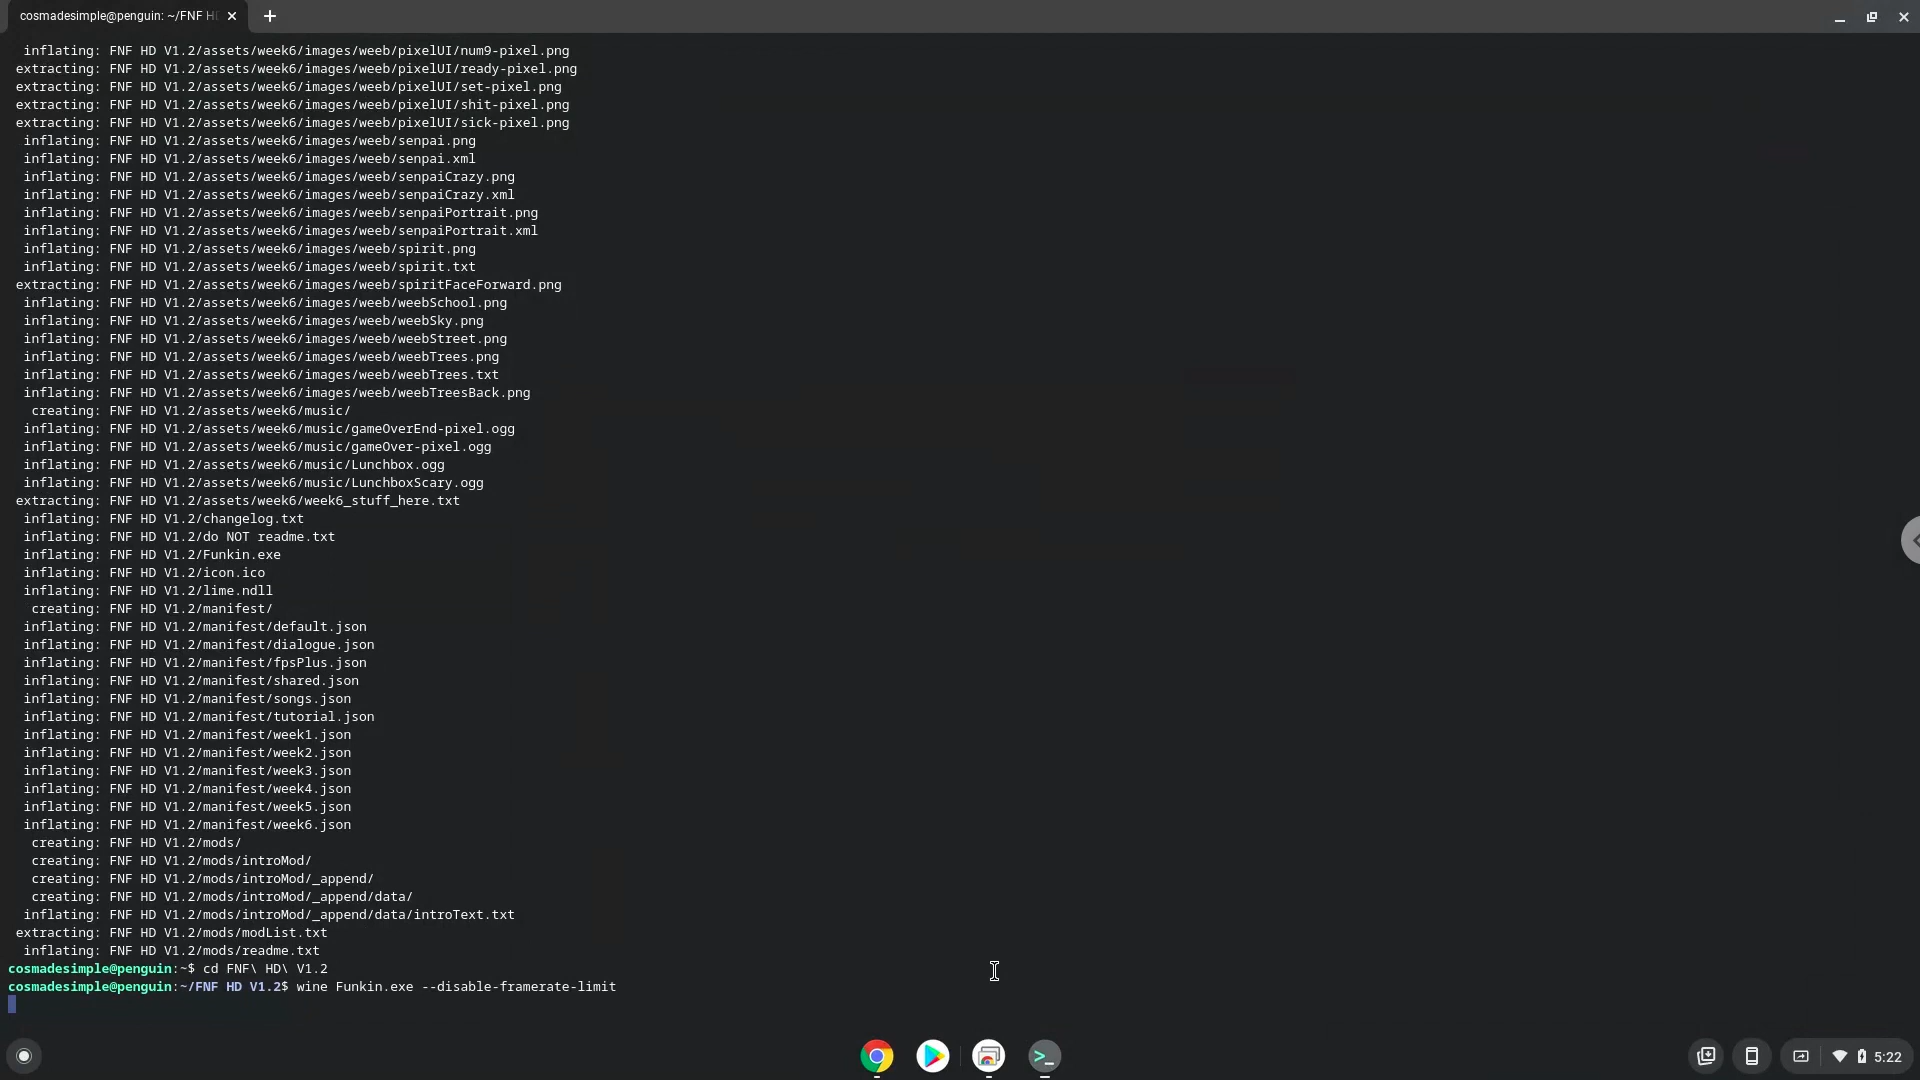 cosmadesimple@penguin: ~/FNF H
inflating: FNF HD V1.2/assets/week6/images/weeb/pixelUI/num9-pixel.png
extracting: FNF HD V1.2/assets/week6/images/weeb/pixelUI/ready-pixel.png
extracting: FNF HD V1.2/assets/week6/images/weeb/pixelUI/set-pixel.png
extracting: FNF HD V1.2/assets/week6/images/weeb/pixelUI/shit-pixel.png
extracting: FNF HD V1.2/assets/week6/images/weeb/pixelUI/sick-pixel.png
inflating: FNF HD V1.2/assets/week6/images/weeb/senpai.png
inflating: FNF HD V1.2/assets/week6/images/weeb/senpai.xml
inflating: FNF HD V1.2/assets/week6/images/weeb/senpaiCrazy.png
inflating: FNF HD V1.2/assets/week6/images/weeb/senpaiCrazy.xml
inflating: FNF HD V1.2/assets/week6/images/weeb/senpaiPortrait.png
inflating: FNF HD V1.2/assets/week6/images/weeb/senpaiPortrait.xml
inflating: FNF HD V1.2/assets/week6/images/weeb/spirit.png
inflating: FNF HD V1.2/assets/week6/images/weeb/spirit.txt
extracting: FNF HD V1.2/assets/week6/images/weeb/spiritFaceForward.png
inflating: FNF HD V1.2/assets/week6/images/weeb/weebSchool.png
inflating: FNF HD V1.2/assets/week6/images/weeb/weebSky.png
inflating: FNF HD V1.2/assets/week6/images/weeb/weebStreet.png
inflating: FNF HD V1.2/assets/week6/images/weeb/weebTrees.png
inflating: FNF HD V1.2/assets/week6/images/weeb/weebTrees.txt
inflating: FNF HD V1.2/assets/week6/images/weeb/weebTreesBack.png
creating: FNF HD V1.2/assets/week6/music/
inflating: FNF HD V1.2/assets/week6/music/gameOverEnd-pixel.ogg
inflating: FNF HD V1.2/assets/week6/music/gameOver-pixel.ogg
inflating: FNF HD V1.2/assets/week6/music/Lunchbox.ogg
inflating: FNF HD V1.2/assets/week6/music/LunchboxScary.ogg
extracting: FNF HD V1.2/assets/week6/week6_stuff_here.txt
inflating: FNF HD V1.2/changelog.txt
inflating: FNF HD V1.2/do NOT readme.txt
inflating: FNF HD V1.2/Funkin.exe
inflating: FNF HD V1.2/icon.ico
inflating: FNF HD V1.2/lime.ndll
creating: FNF HD V1.2/manifest/
inflating: FNF HD V1.2/manifest/default.json
inflating: FNF HD V1.2/manifest/dialogue.json
inflating: FNF HD V1.2/manifest/fpsPlus.json
inflating: FNF HD V1.2/manifest/shared.json
inflating: FNF HD V1.2/manifest/songs.json
inflating: FNF HD V1.2/manifest/tutorial.json
inflating: FNF HD V1.2/manifest/week1.json
inflating: FNF HD V1.2/manifest/week2.json
inflating: FNF HD V1.2/manifest/week3.json
inflating: FNF HD V1.2/manifest/week4.json
inflating: FNF HD V1.2/manifest/week5.json
inflating: FNF HD V1.2/manifest/week6.json
creating: FNF HD V1.2/mods/
creating: FNF HD V1.2/mods/introMod/
creating: FNF HD V1.2/mods/introMod/_append/
creating: FNF HD V1.2/mods/introMod/_append/data/
inflating: FNF HD V1.2/mods/introMod/_append/data/introText.txt
extracting: FNF HD V1.2/mods/modList.txt
inflating: FNF HD V1.2/mods/readme.txt
cosmadesimple@penguin:~$ cd FNF\ HD\ V1.2
cosmadesimple@penguin:~/FNF HD V1.2$ wine Funkin.exe --disable-framerate-limit
5:22